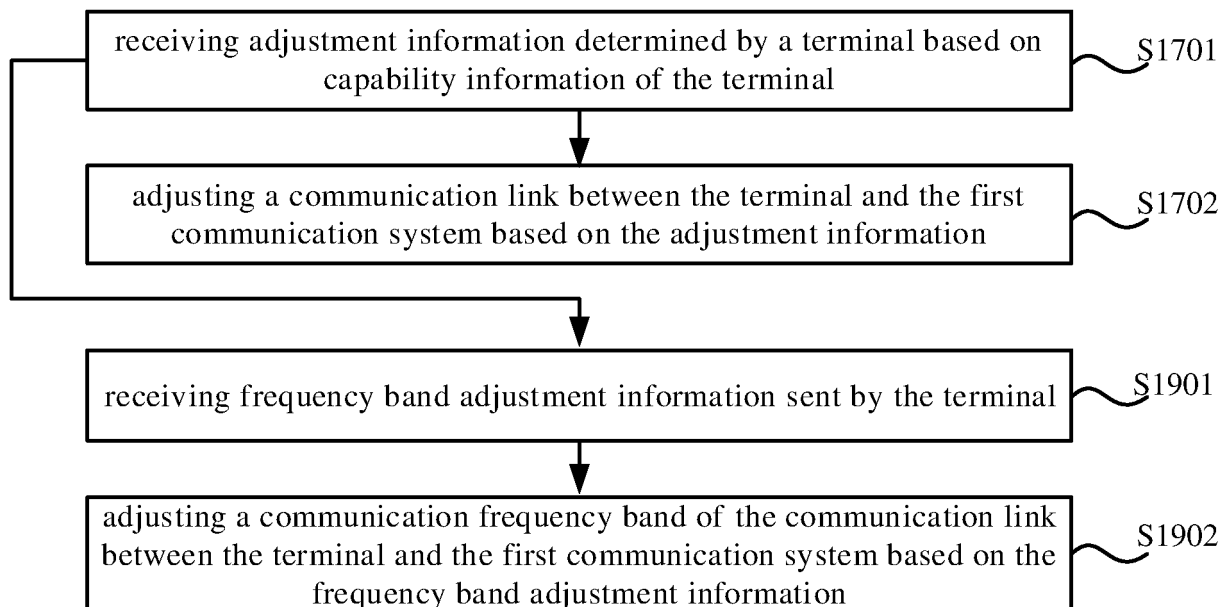 receiving adjustment information determined by a terminal based on
capability information of the terminal
S1701
adjusting a communication link between the terminal and the first
communication system based on the adjustment information
S1702
receiving frequency band adjustment information sent by the terminal
S1901
adjusting a communication frequency band of the communication link
between the terminal and the first communication system based on the
frequency band adjustment information
S1902